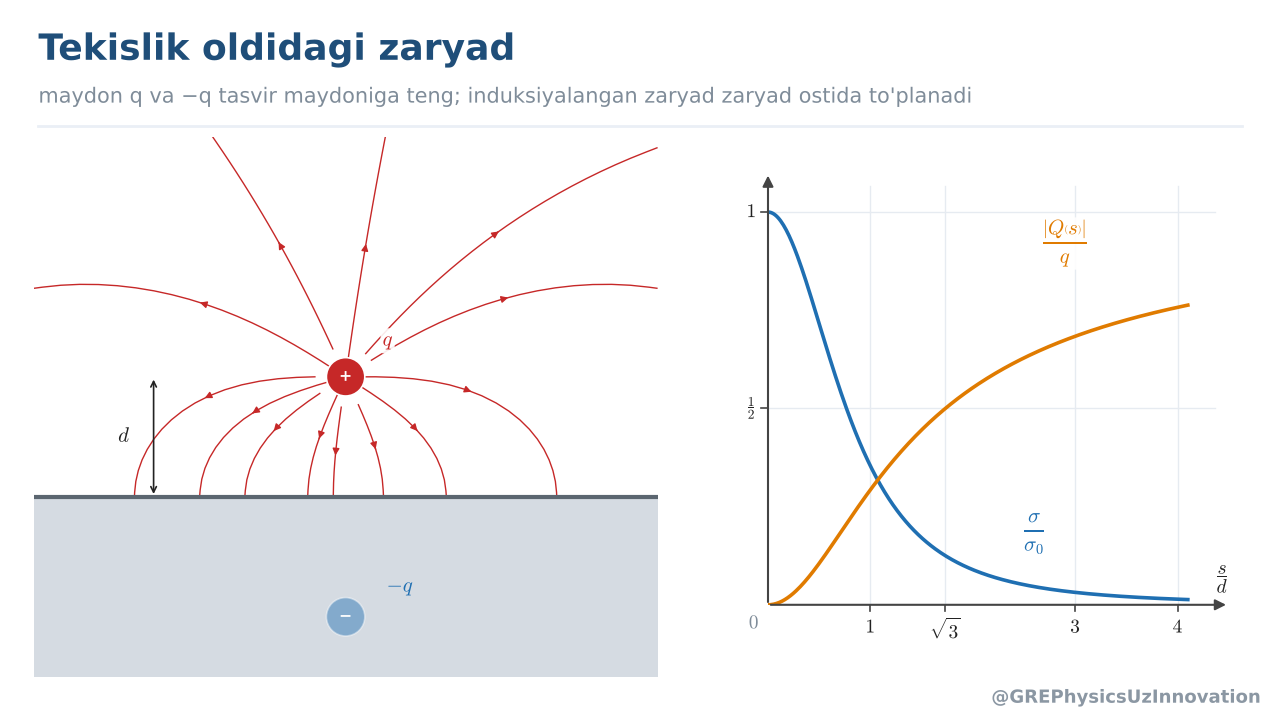 Tekislik oldidagi zaryad
maydon q va −q tasvir maydoniga teng; induksiyalangan zaryad zaryad ostida to'planadi
q
+
d
−q
−
1
1/2
0
1
√3
3
4
|Q(s)|/q
σ/σ₀
s/d
@GREPhysicsUzInnovation